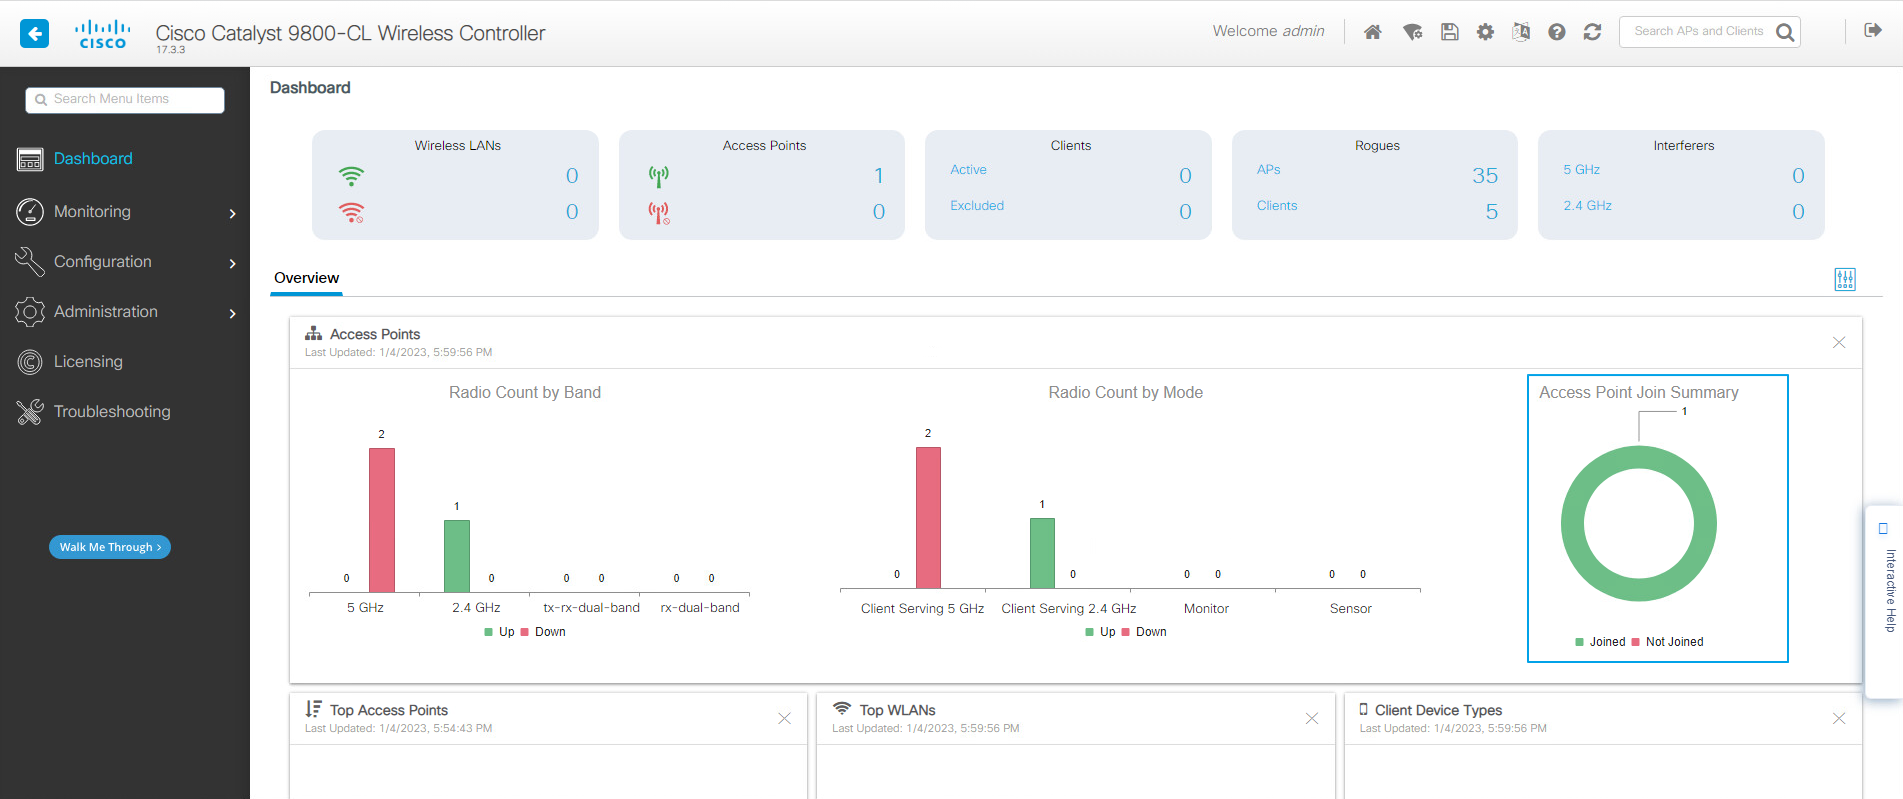 CISCO
Cisco Catalyst 9800-CL Wireless Controller
17.3.3
Welcome admin
Search APs and Clients
Search Menu Items
Dashboard
Monitoring
Configuration
Administration
Licensing
Troubleshooting
Walk Me Through >
Dashboard
Wireless LANs
0
0
Access Points
1
0
Clients
Active 0
Excluded 0
Rogues
APs 35
Clients 5
Interferers
5 GHz 0
2.4 GHz 0
Overview
Access Points
Last Updated: 1/4/2023, 5:59:56 PM
Radio Count by Band
2
1
0 0 0 0 0 0
5 GHz 2.4 GHz tx-rx-dual-band rx-dual-band
Up Down
Radio Count by Mode
2
1
0 0 0 0 0 0
Client Serving 5 GHz Client Serving 2.4 GHz Monitor Sensor
Up Down
Access Point Join Summary
1
Joined Not Joined
Interactive Help
Top Access Points
Last Updated: 1/4/2023, 5:54:43 PM
Top WLANs
Last Updated: 1/4/2023, 5:59:56 PM
Client Device Types
Last Updated: 1/4/2023, 5:59:56 PM